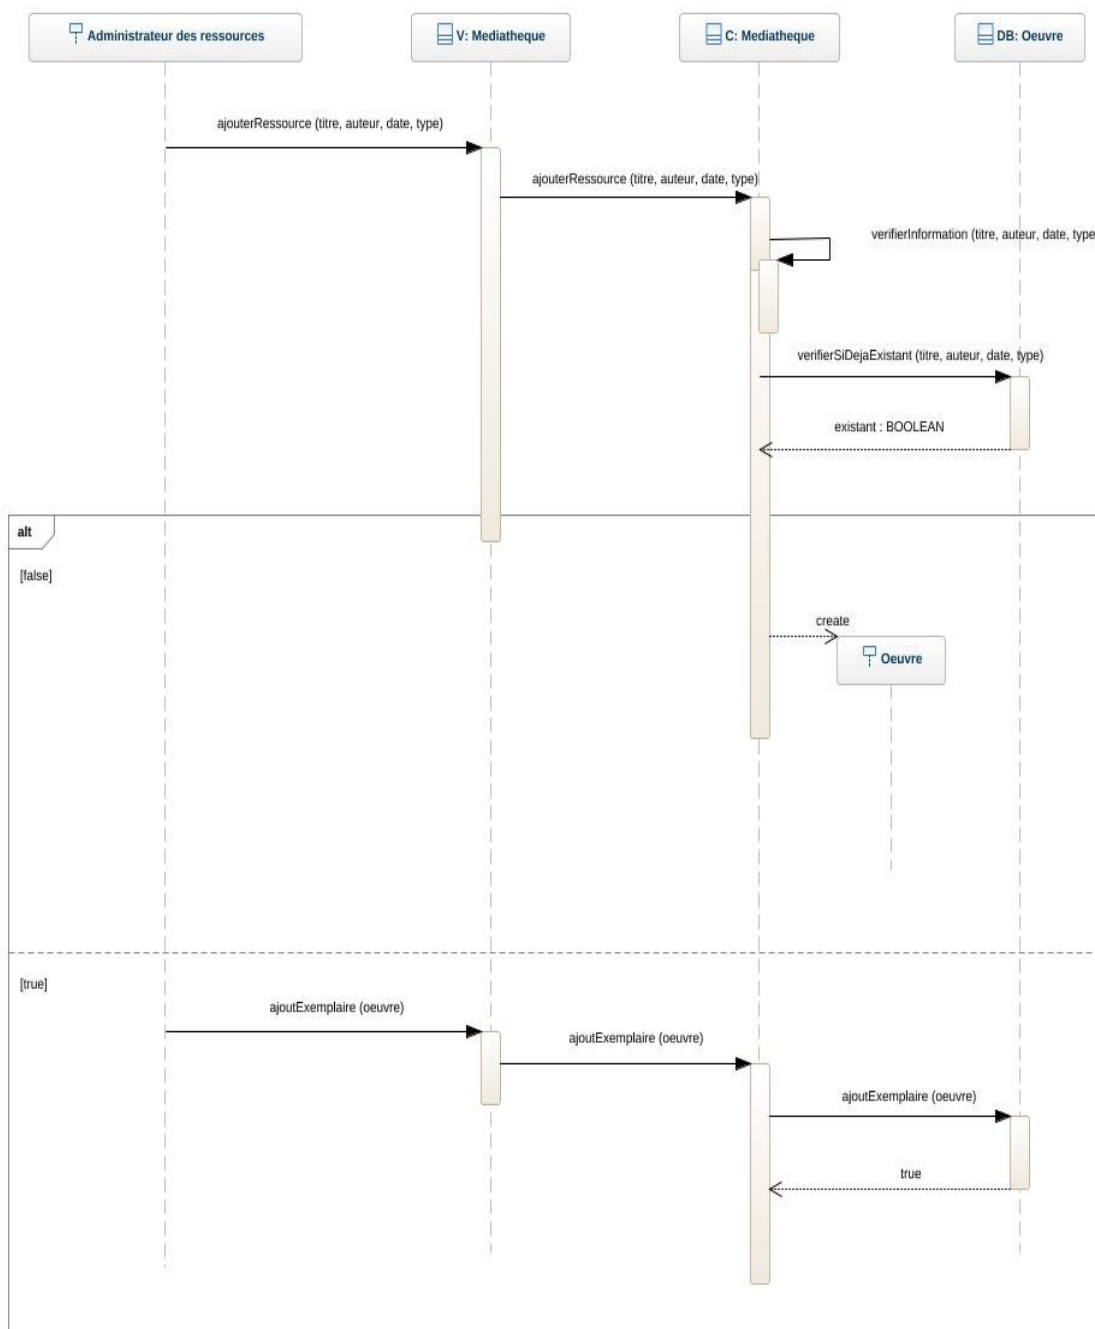 Administrateur des ressources
V: Mediatheque
C: Mediatheque
DB: Oeuvre
ajouterRessource (titre, auteur, date, type)
ajouterRessource (titre, auteur, date, type)
verifierInformation (titre, auteur, date, type
verifierSiDejaExistant (titre, auteur, date, type)
existant : BOOLEAN
alt
[false]
create
Oeuvre
[true]
ajoutExemplaire (oeuvre)
ajoutExemplaire (oeuvre)
ajoutExemplaire (oeuvre)
true